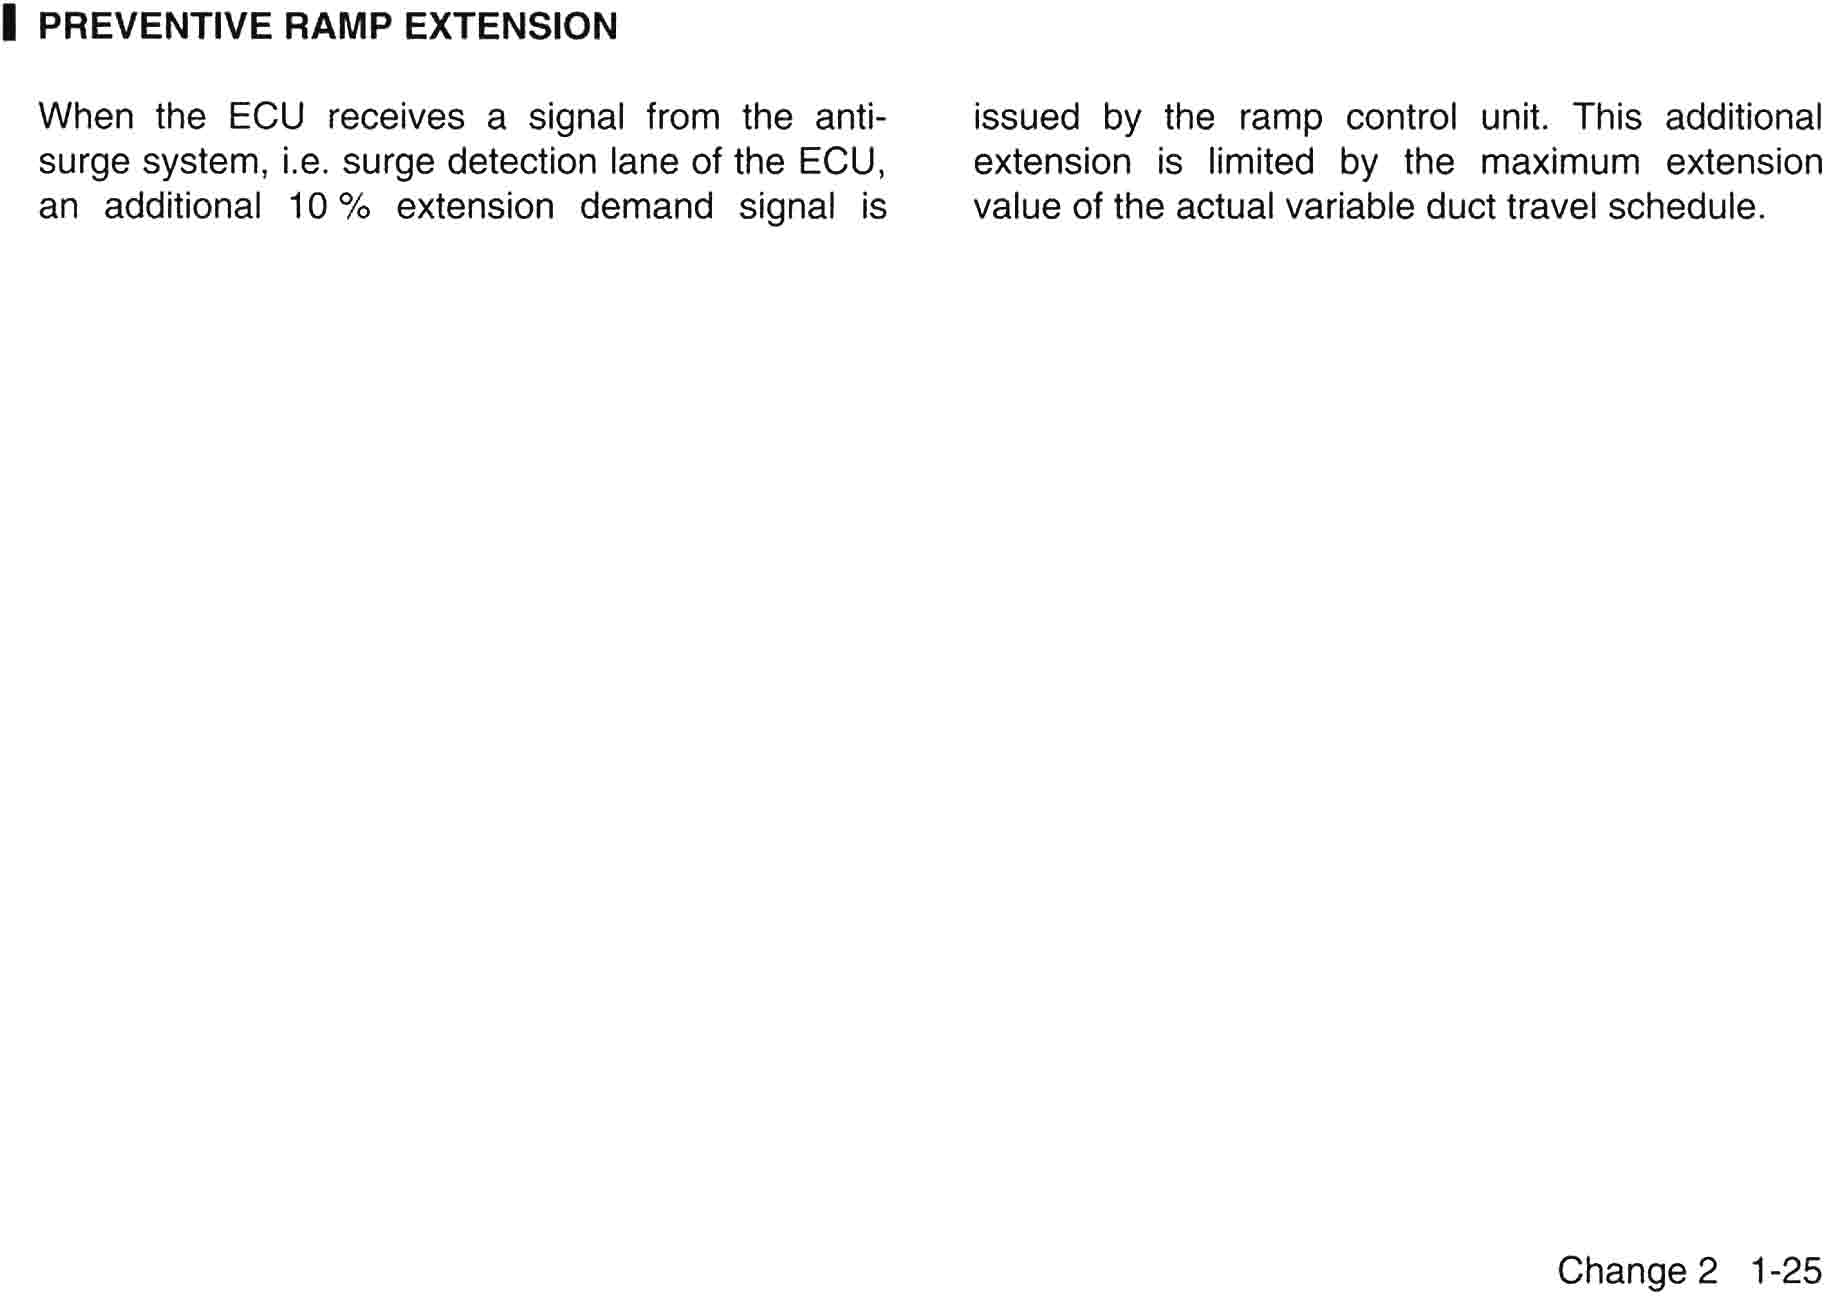 PREVENTIVE RAMP EXTENSION
When the ECU receives a signal from the anti-
surge system, i.e. surge detection lane of the ECU,
an additional 10 % extension demand signal is
issued by the ramp control unit. This additional
extension is limited by the maximum extension
value of the actual variable duct travel schedule.
Change 2 1-25